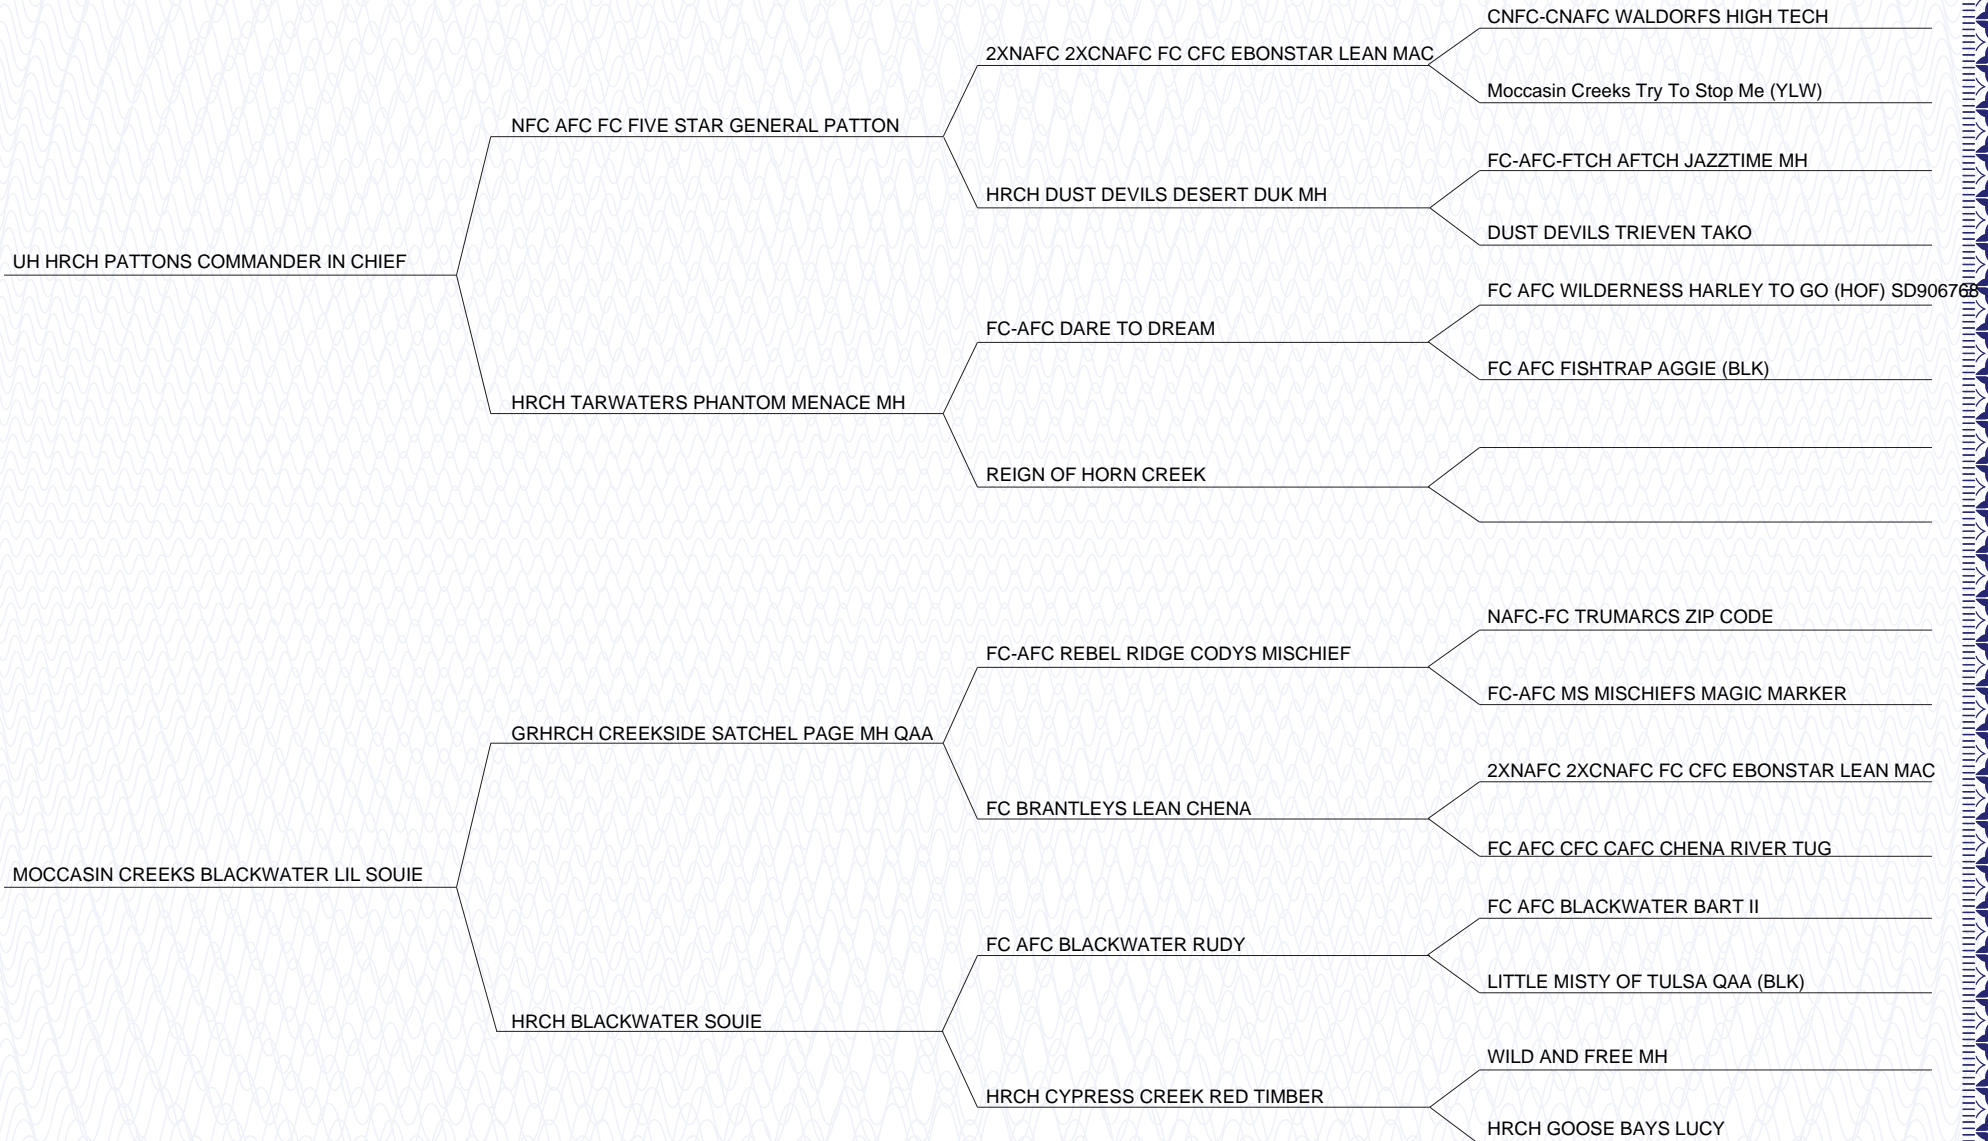 CNFC-CNAFC WALDORFS HIGH TECH
2XNAFC 2XCNAFC FC CFC EBONSTAR LEAN MAC
Moccasin Creeks Try To Stop Me (YLW)
NFC AFC FC FIVE STAR GENERAL PATTON
FC-AFC-FTCH AFTCH JAZZTIME MH
HRCH DUST DEVILS DESERT DUK MH
DUST DEVILS TRIEVEN TAKO
UH HRCH PATTONS COMMANDER IN CHIEF
FC AFC WILDERNESS HARLEY TO GO (HOF) SD906768
FC-AFC DARE TO DREAM
FC AFC FISHTRAP AGGIE (BLK)
HRCH TARWATERS PHANTOM MENACE MH
REIGN OF HORN CREEK
NAFC-FC TRUMARCS ZIP CODE
FC-AFC REBEL RIDGE CODYS MISCHIEF
FC-AFC MS MISCHIEFS MAGIC MARKER
GRHRCH CREEKSIDE SATCHEL PAGE MH QAA
2XNAFC 2XCNAFC FC CFC EBONSTAR LEAN MAC
FC BRANTLEYS LEAN CHENA
FC AFC CFC CAFC CHENA RIVER TUG
MOCCASIN CREEKS BLACKWATER LIL SOUIE
FC AFC BLACKWATER BART II
FC AFC BLACKWATER RUDY
LITTLE MISTY OF TULSA QAA (BLK)
HRCH BLACKWATER SOUIE
WILD AND FREE MH
HRCH CYPRESS CREEK RED TIMBER
HRCH GOOSE BAYS LUCY